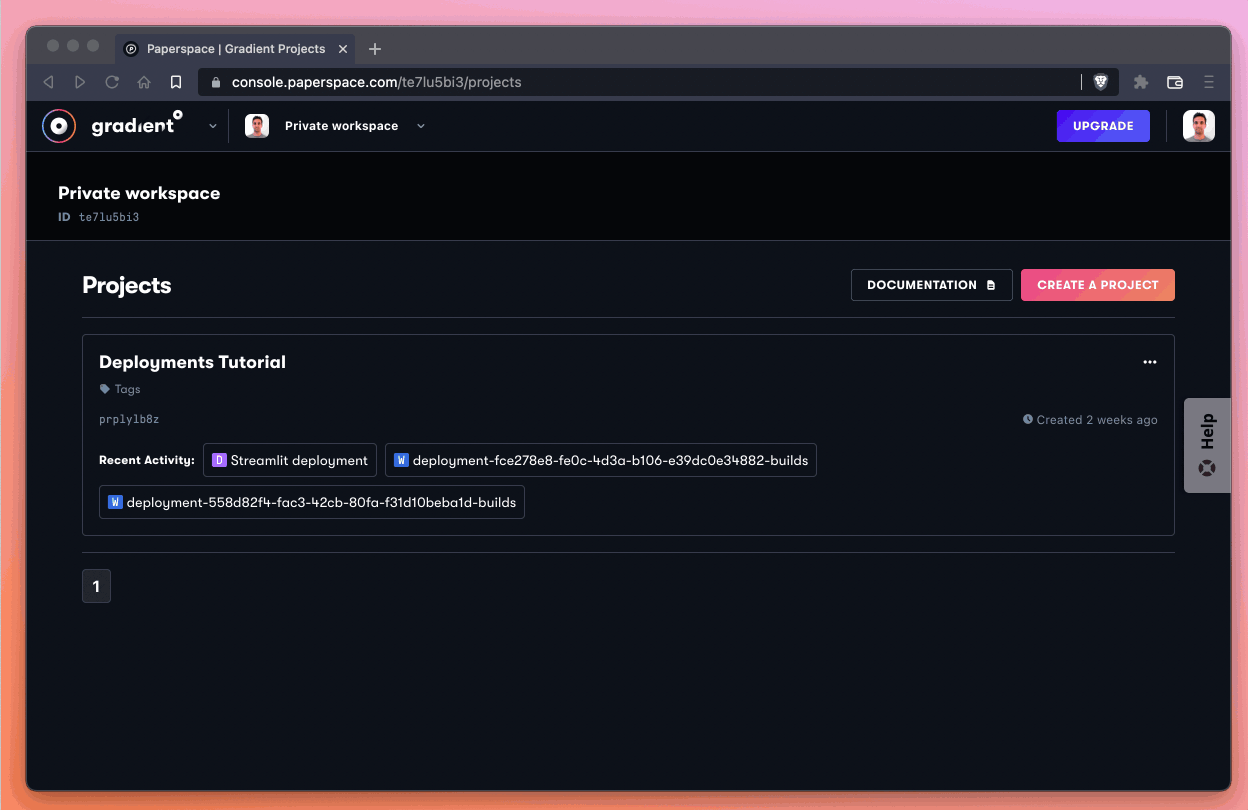 Paperspace | Gradient Projects
console.paperspace.com/te7lu5bi3/projects
gradient
Private workspace
UPGRADE
Private workspace
ID te7lu5bi3
Projects
DOCUMENTATION
CREATE A PROJECT
Deployments Tutorial
Tags
prplylb8z
Created 2 weeks ago
Help
Recent Activity: D Streamlit deployment W deployment-fce278e8-fe0c-4d3a-b106-e39dc0e34882-builds
W deployment-558d82f4-fac3-42cb-80fa-f31d10beba1d-builds
1